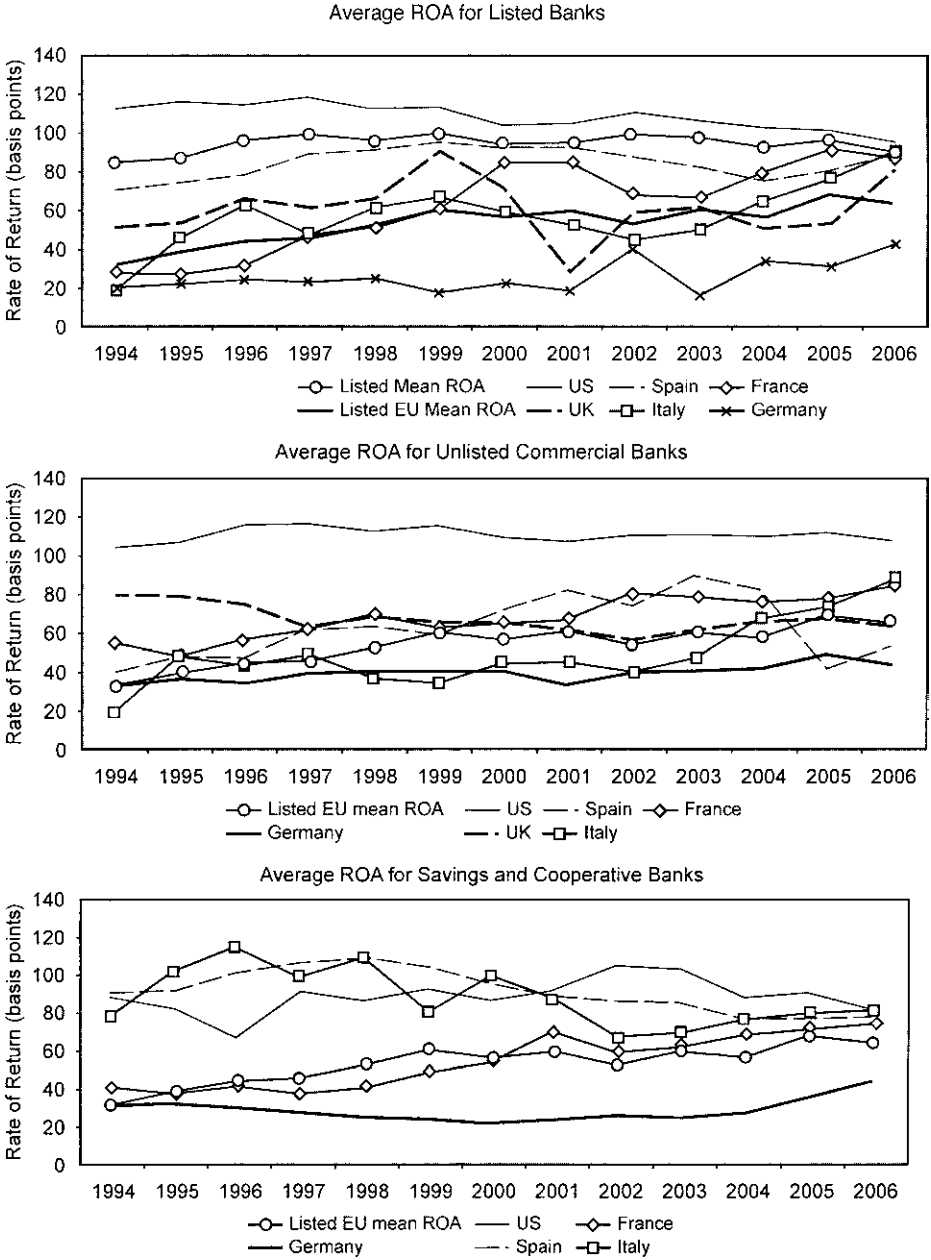 Average ROA for Listed Banks
Rate of Return (basis points)
140
120
100
80
60
40
20
0
1994 1995 1996 1997 1998 1999 2000 2001 2002 2003 2004 2005 2006
Listed Mean ROA US Spain France
Listed EU Mean ROA UK Italy Germany
Average ROA for Unlisted Commercial Banks
Rate of Return (basis points)
140
120
100
80
60
40
20
0
1994 1995 1996 1997 1998 1999 2000 2001 2002 2003 2004 2005 2006
Listed EU mean ROA US Spain France
Germany UK Italy
Average ROA for Savings and Cooperative Banks
Rate of Return (basis points)
140
120
100
80
60
40
20
0
1994 1995 1996 1997 1998 1999 2000 2001 2002 2003 2004 2005 2006
Listed EU mean ROA US France
Germany Spain Italy